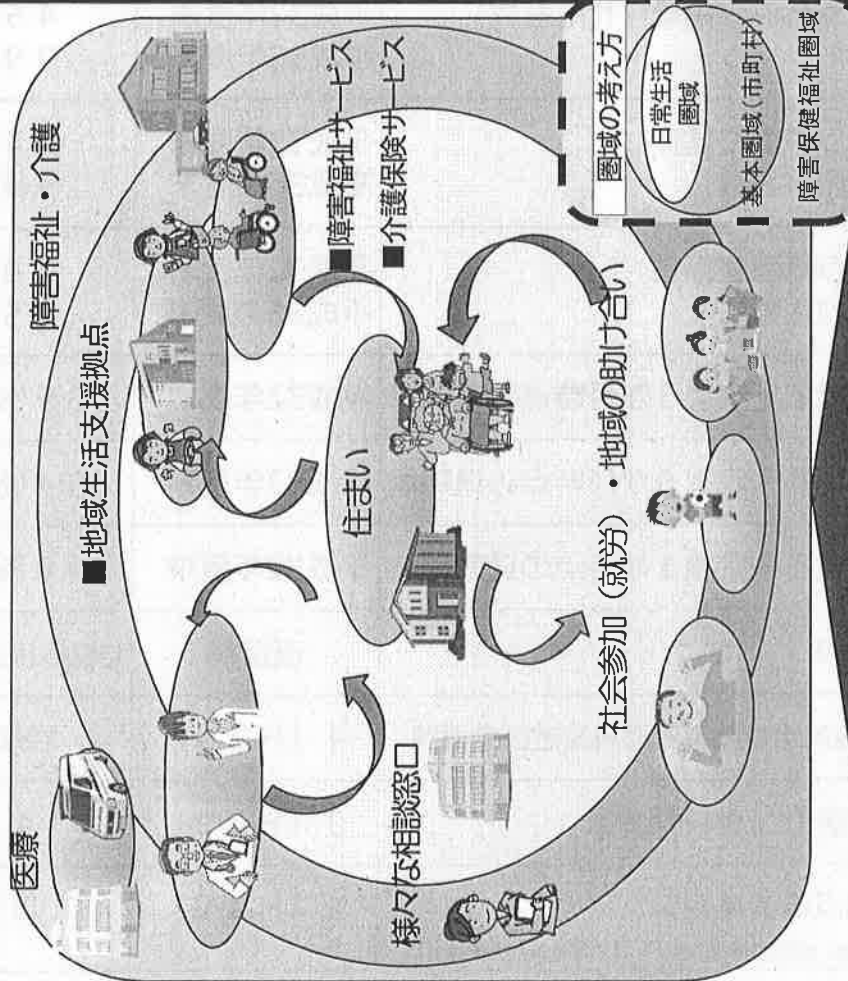 医療
障害福祉・介護
■地域生活支援拠点
■障害福祉サービス
■介護保険サービス
住まい
様々な相談窓口
社会参加(就労)・地域の助け合い
圏域の考え方
日常生活
圏域
基本圏域(市町村)
障害保健福祉圏域